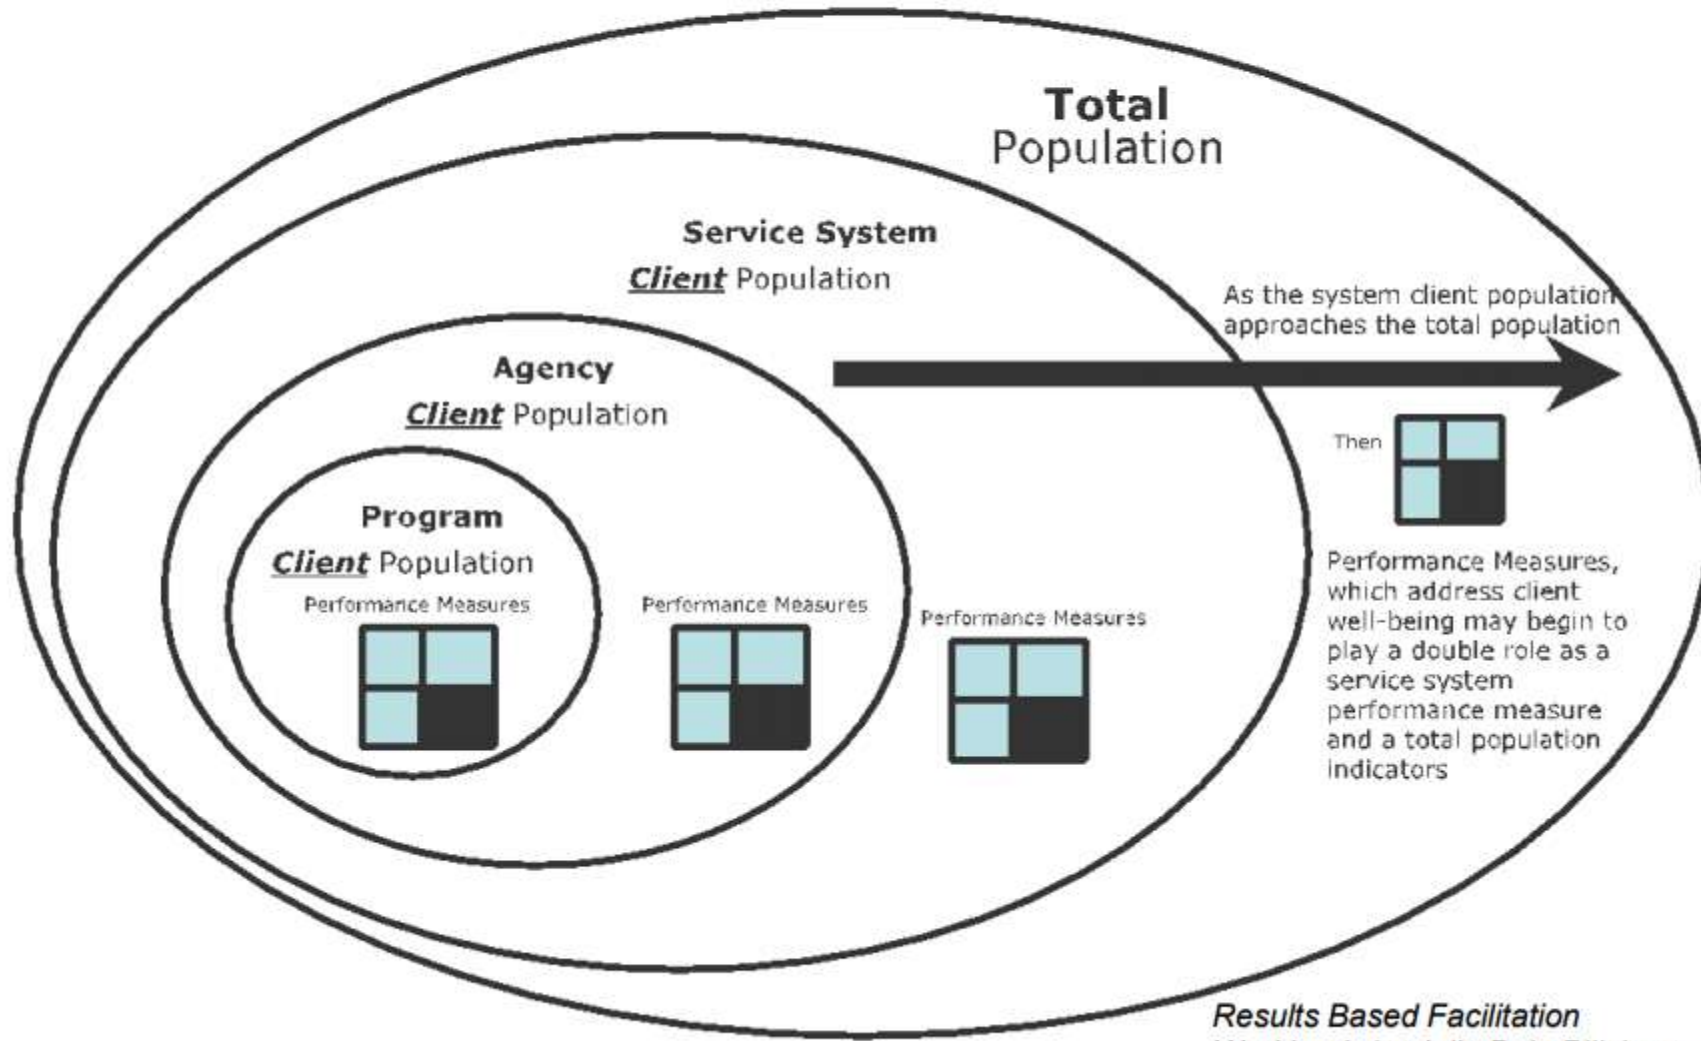 Total
Population
Service System
Client Population
As the system client population
approaches the total population
Agency
Client Population
Then
Program
Client Population
Performance Measures
Performance Measures
Performance Measures
Performance Measures,
which address client
well-being may begin to
play a double role as a
service system
performance measure
and a total population
indicators
Results Based Facilitation